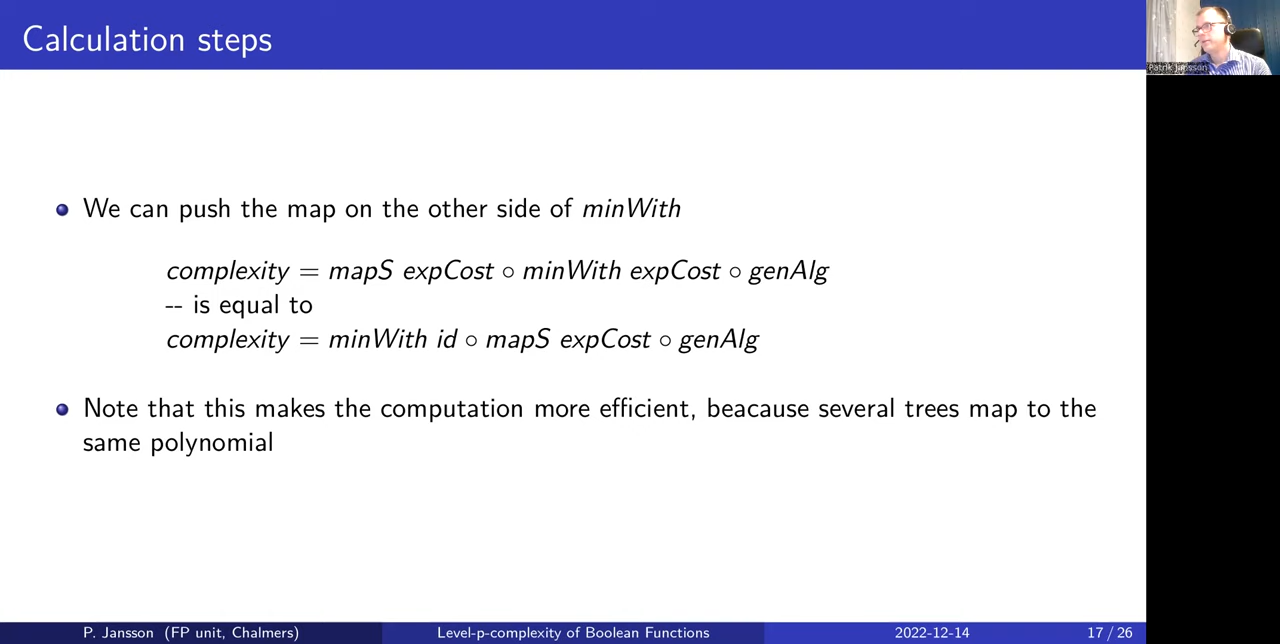 Calculation steps
Patrik Jansson
We can push the map on the other side of minWith
complexity = mapS expCost ∘ minWith expCost ∘ genAlg
-- is equal to
complexity = minWith id ∘ mapS expCost ∘ genAlg
Note that this makes the computation more efficient, beacause several trees map to the
same polynomial
P. Jansson (FP unit, Chalmers)
Level-p-complexity of Boolean Functions
2022-12-14
17 / 26